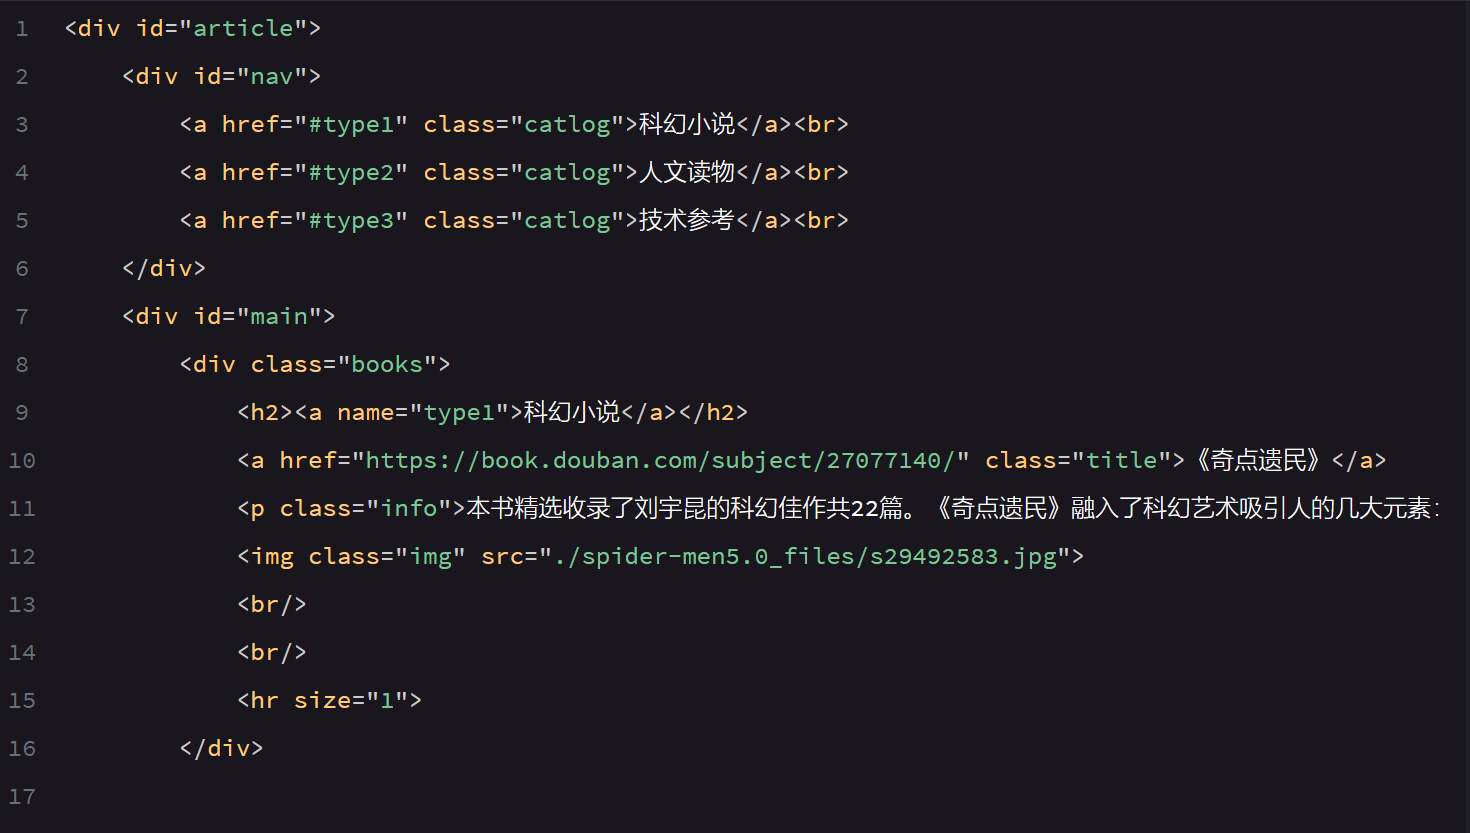 1 <div id="article">
2 <div id="nav">
3 <a href="#type1" class="catlog">科幻小说</a><br>
4 <a href="#type2" class="catlog">人文读物</a><br>
5 <a href="#type3" class="catlog">技术参考</a><br>
6 </div>
7 <div id="main">
8 <div class="books">
9 <h2><a name="type1">科幻小说</a></h2>
10 <a href="https://book.douban.com/subject/27077140/" class="title">《奇点遗民》</a>
11 <p class="info">本书精选收录了刘宇昆的科幻佳作共22篇。《奇点遗民》融入了科幻艺术吸引人的几大元素：
12 <img class="img" src="./spider-men5.0_files/s29492583.jpg">
13 <br/>
14 <br/>
15 <hr size="1">
16 </div>
17